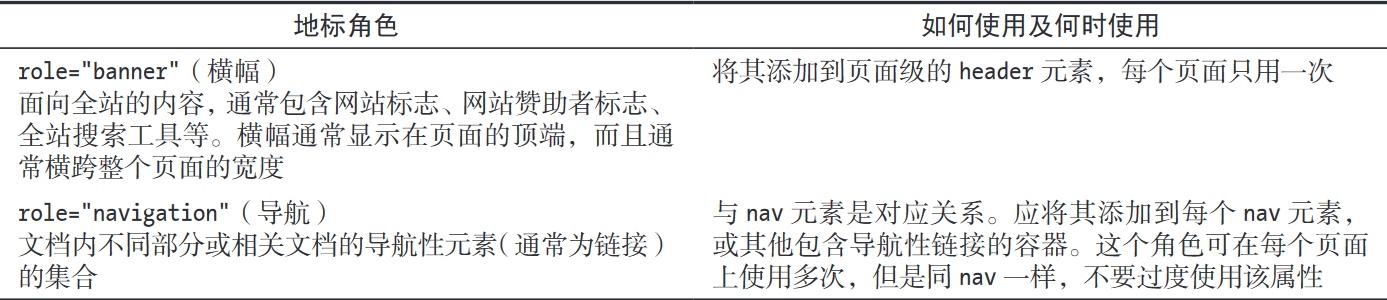 地标角色 如何使用及何时使用
role="banner"（横幅） 将其添加到页面级的 header 元素，每个页面只用一次
面向全站的内容，通常包含网站标志、网站赞助者标志、
全站搜索工具等。横幅通常显示在页面的顶端，而且通
常横跨整个页面的宽度
role="navigation"（导航） 与 nav 元素是对应关系。应将其添加到每个 nav 元素，
文档内不同部分或相关文档的导航性元素（通常为链接） 或其他包含导航性链接的容器。这个角色可在每个页面
的集合 上使用多次，但是同 nav 一样，不要过度使用该属性